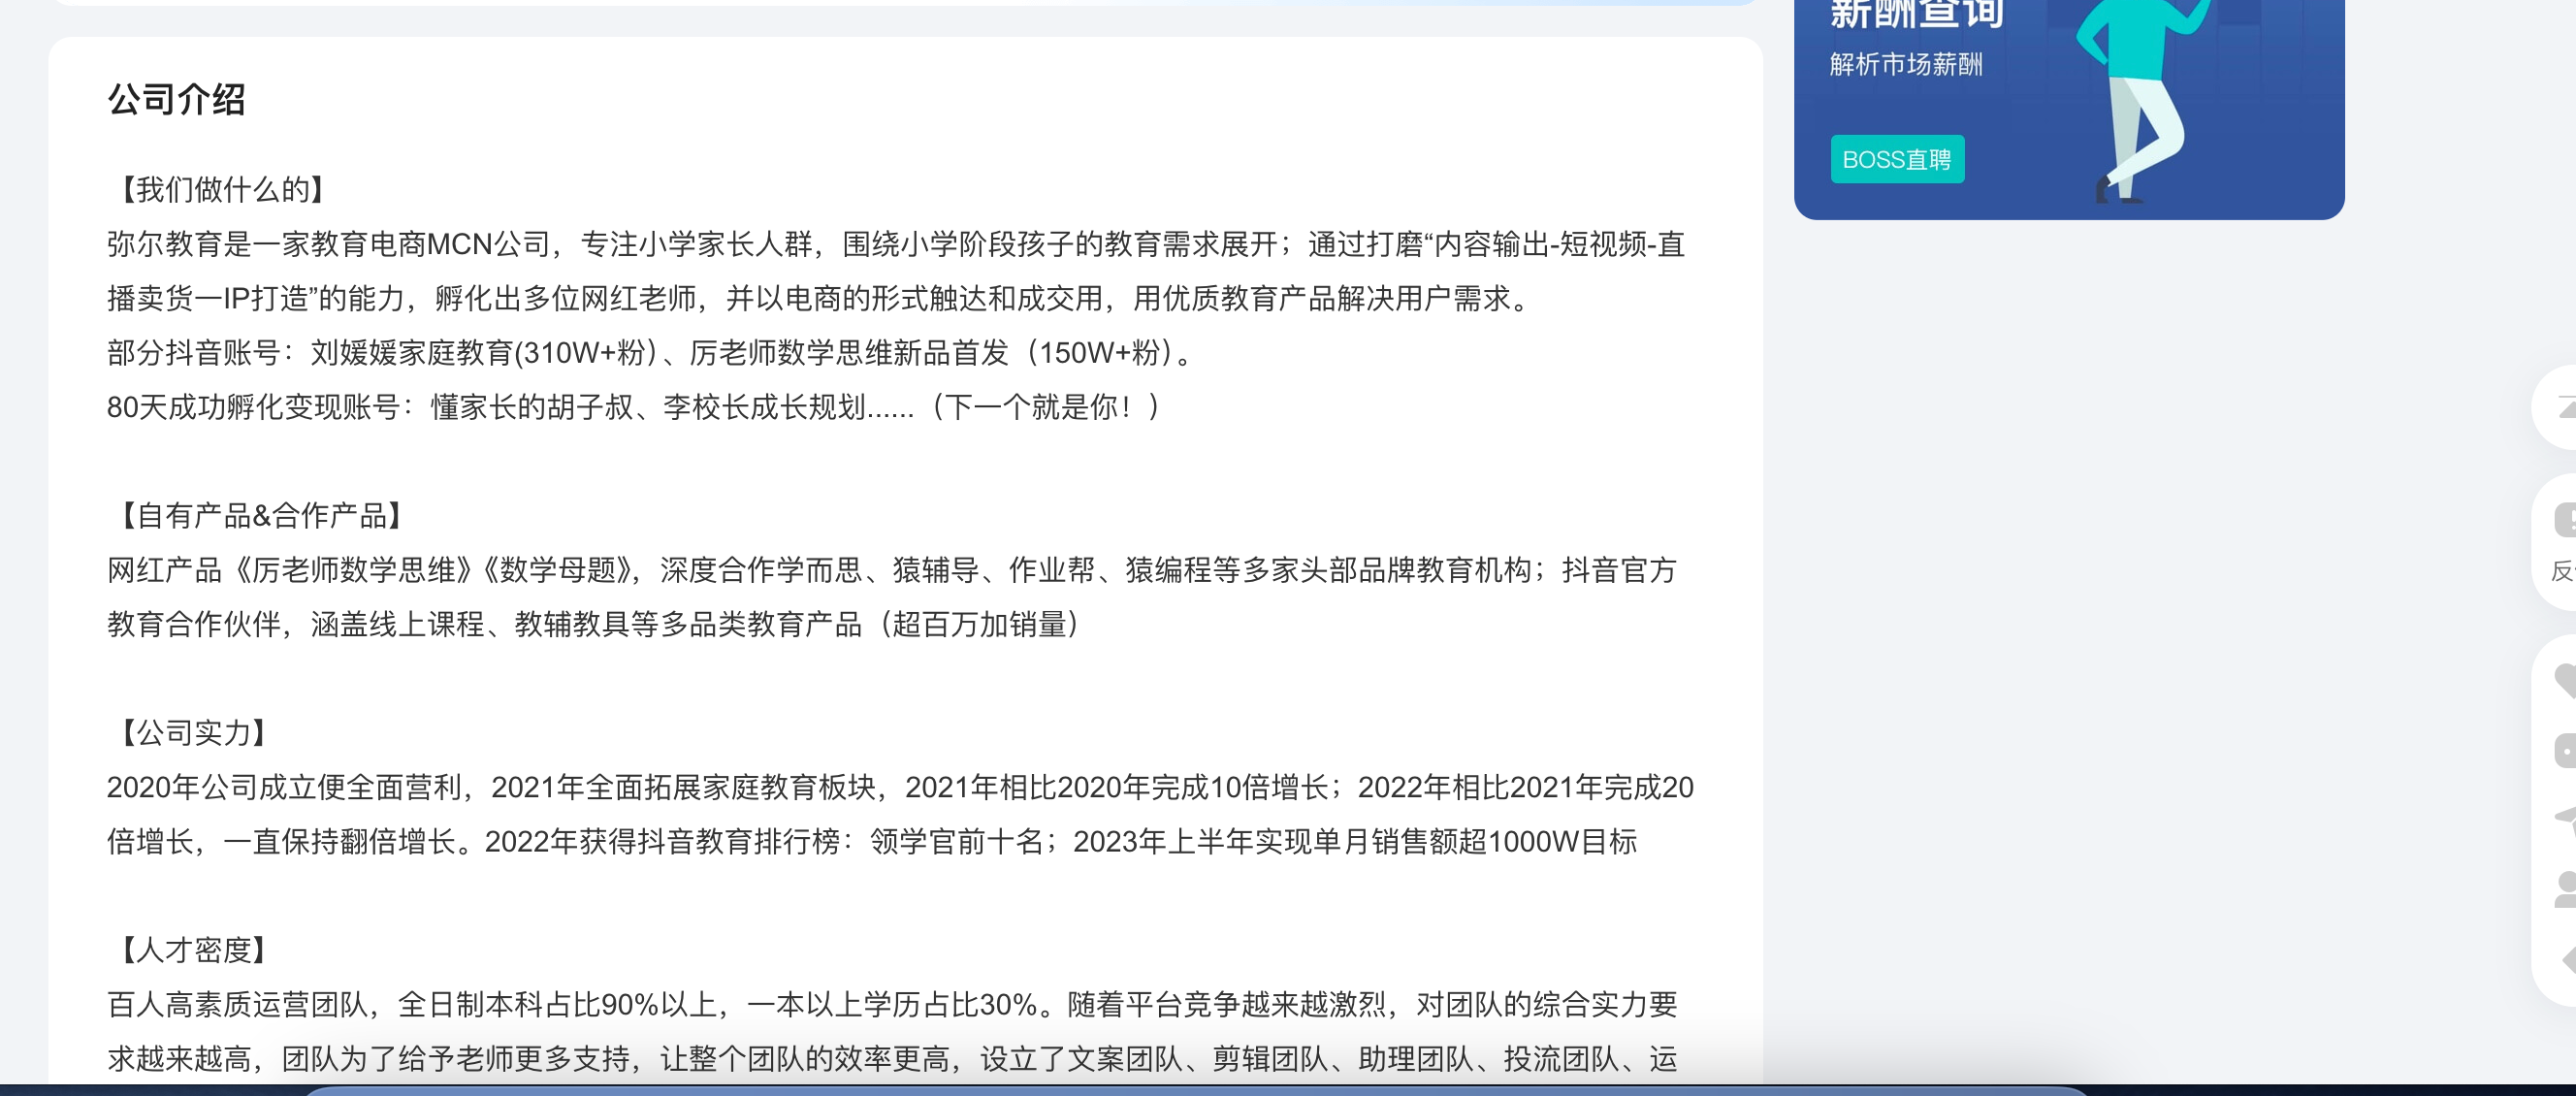 薪酬查询
解析市场薪酬
BOSS直聘
公司介绍
【我们做什么的】
弥尔教育是一家教育电商MCN公司，专注小学家长人群，围绕小学阶段孩子的教育需求展开；通过打磨“内容输出-短视频-直
播卖货一IP打造”的能力，孵化出多位网红老师，并以电商的形式触达和成交用，用优质教育产品解决用户需求。
部分抖音账号：刘媛媛家庭教育(310W+粉）、厉老师数学思维新品首发（150W+粉）。
80天成功孵化变现账号：懂家长的胡子叔、李校长成长规划......（下一个就是你！）
【自有产品&合作产品】
网红产品《厉老师数学思维》《数学母题》，深度合作学而思、猿辅导、作业帮、猿编程等多家头部品牌教育机构；抖音官方
教育合作伙伴，涵盖线上课程、教辅教具等多品类教育产品（超百万加销量）
【公司实力】
2020年公司成立便全面营利，2021年全面拓展家庭教育板块，2021年相比2020年完成10倍增长；2022年相比2021年完成20
倍增长，一直保持翻倍增长。2022年获得抖音教育排行榜：领学官前十名；2023年上半年实现单月销售额超1000W目标
【人才密度】
百人高素质运营团队，全日制本科占比90%以上，一本以上学历占比30%。随着平台竞争越来越激烈，对团队的综合实力要
求越来越高，团队为了给予老师更多支持，让整个团队的效率更高，设立了文案团队、剪辑团队、助理团队、投流团队、运
反